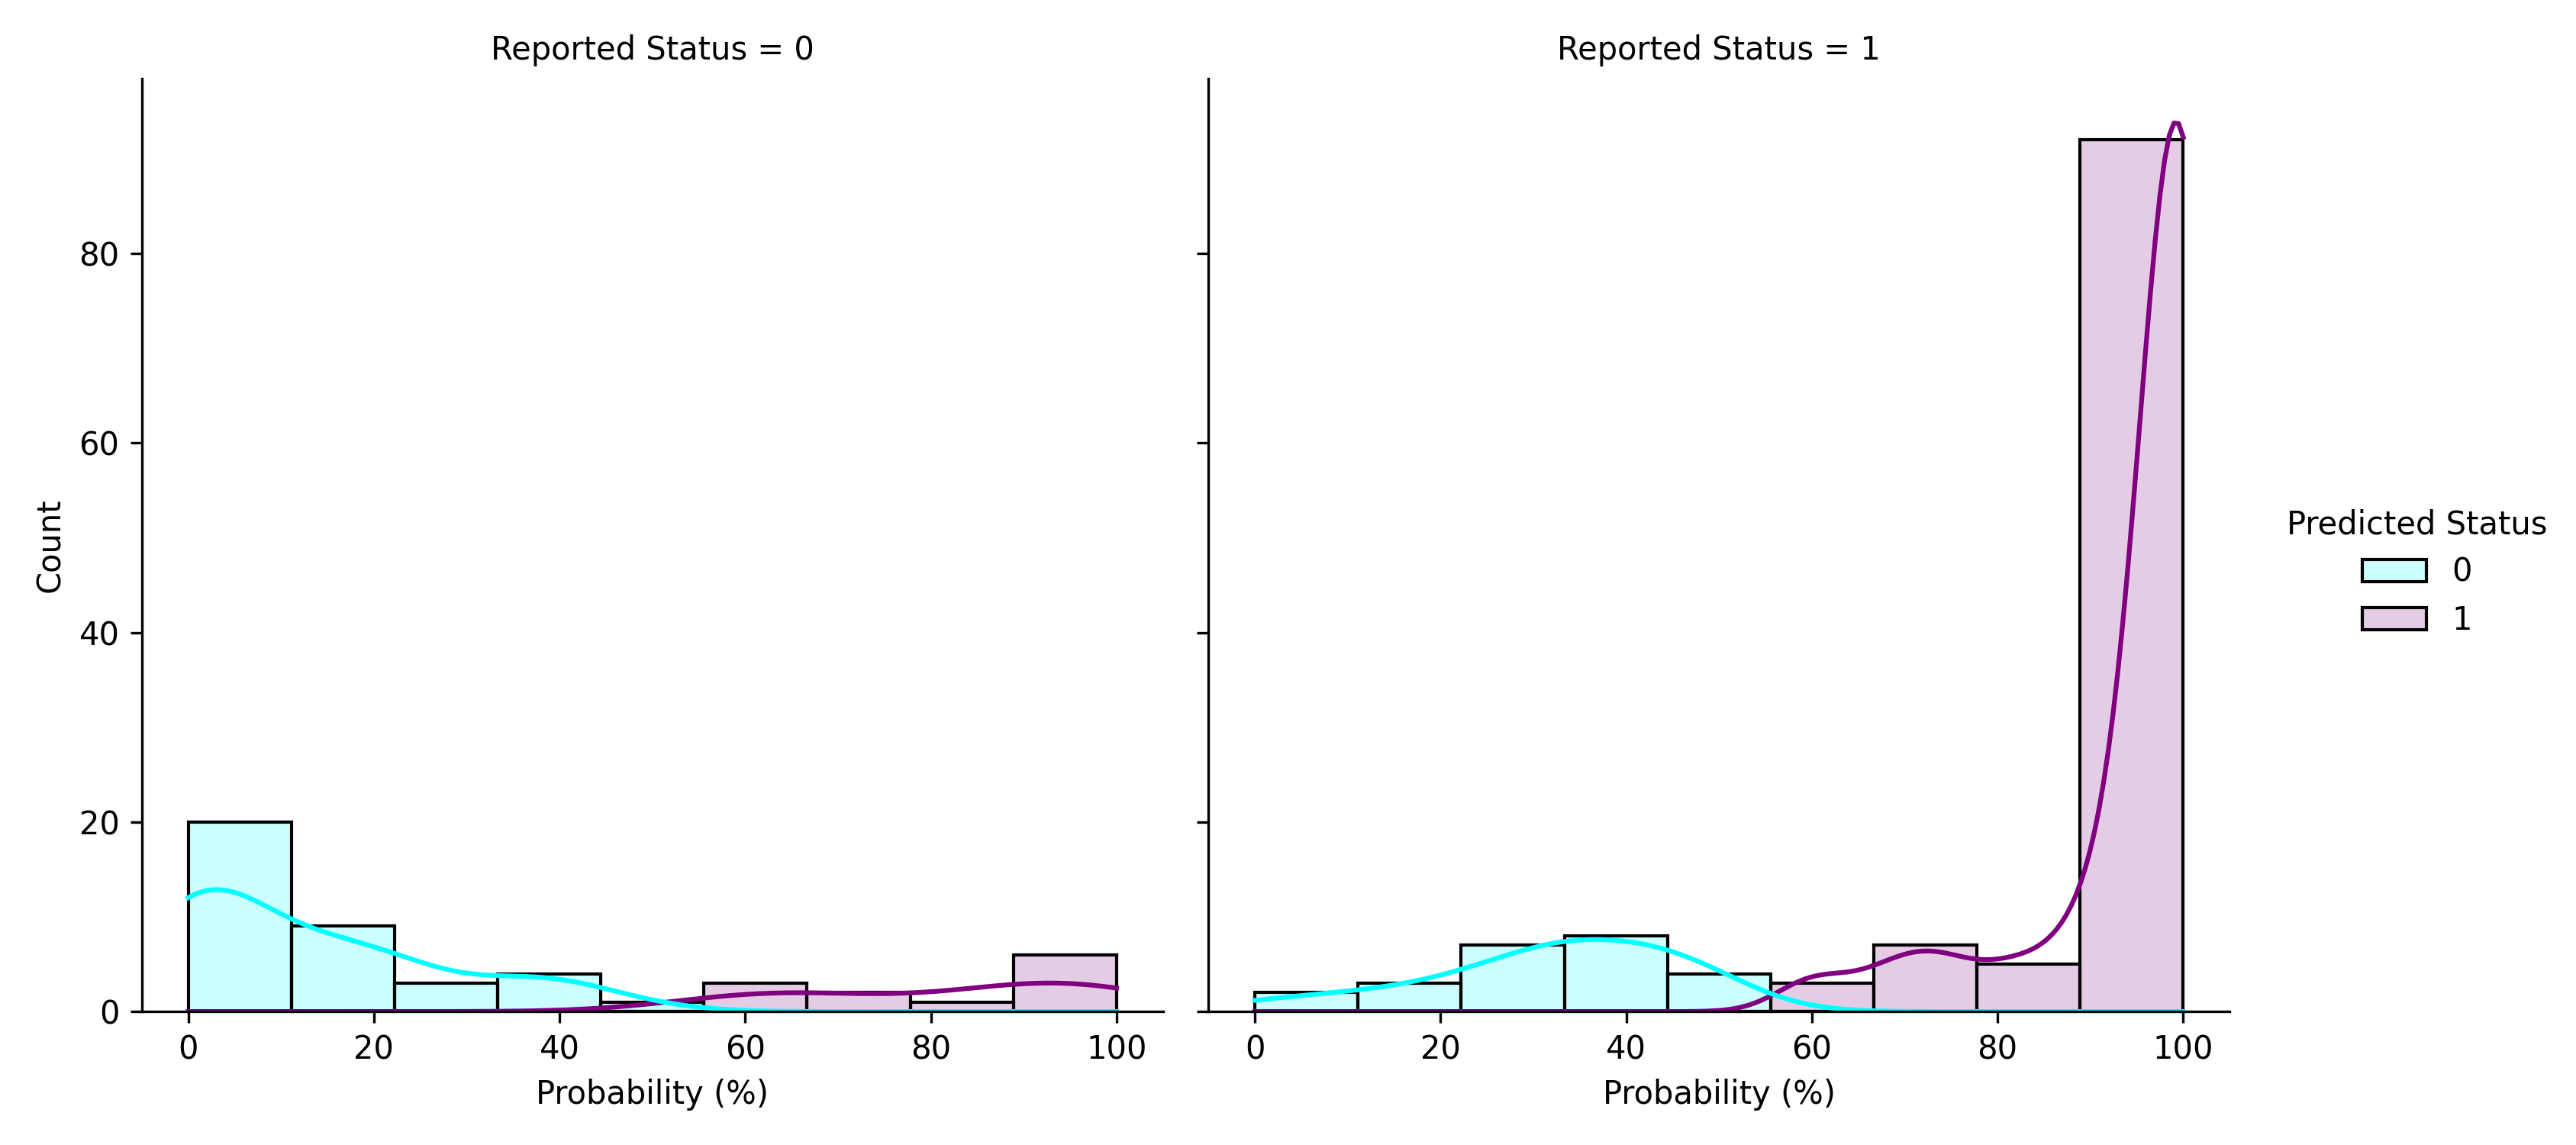 Reported Status = 0
Reported Status = 1
Count
80
60
40
20
0
0 20 40 60 80 100
0 20 40 60 80 100
Probability (%)
Probability (%)
Predicted Status
0
1